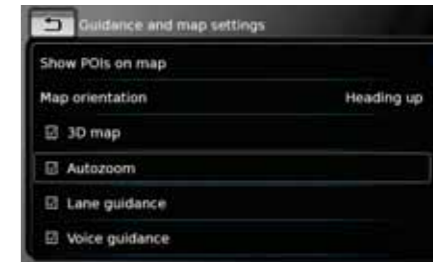 Guidance and map settings
Show POIs on map
Map orientation Heading up
3D map
Autozoom
Lane guidance
Voice guidance